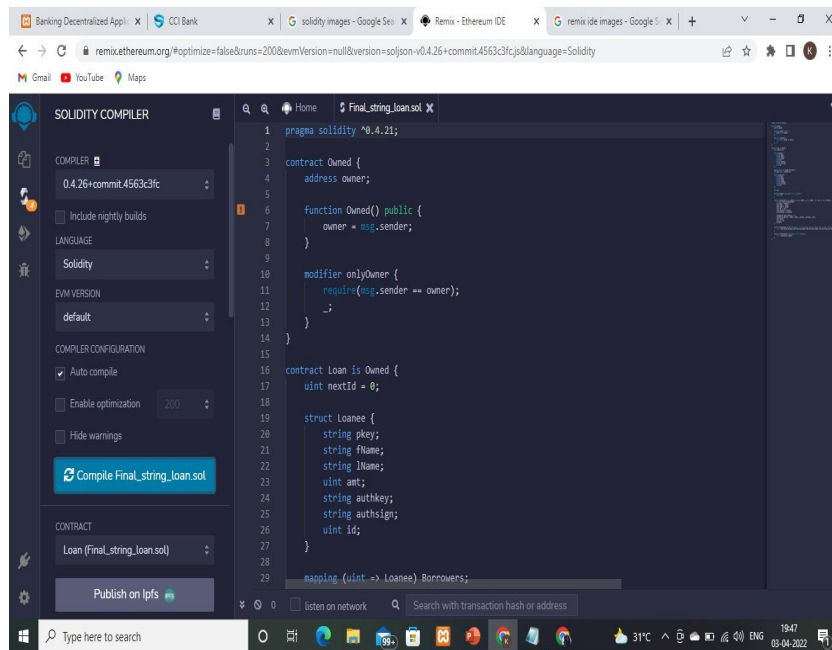 Banking Decentralized Applic
CCI Bank
solidity images - Google Sear
Remix - Ethereum IDE
remix ide images - Google S
remix.ethereum.org/#optimize=false&runs=200&evmVersion=null&version=soljson-v0.4.26+commit.4563c3fc.js&language=Solidity
K
Gmail
YouTube
Maps
SOLIDITY COMPILER
COMPILER
0.4.26+commit.4563c3fc
Include nightly builds
LANGUAGE
Solidity
EVM VERSION
default
COMPILER CONFIGURATION
Auto compile
Enable optimization 200
Hide warnings
Compile Final_string_loan.sol
CONTRACT
Loan (Final_string_loan.sol)
Publish on Ipfs
Home
Final_string_loan.sol
1 pragma solidity ^0.4.21;
2
3 contract Owned {
4 address owner;
5
6 function Owned() public {
7 owner = msg.sender;
8 }
9
10 modifier onlyOwner {
11 require(msg.sender == owner);
12 _;
13 }
14 }
15
16 contract Loan is Owned {
17 uint nextId = 0;
18
19 struct Loanee {
20 string pkey;
21 string fName;
22 string lName;
23 uint amt;
24 string authkey;
25 string authsign;
26 uint id;
27 }
28
29 mapping (uint => Loanee) Borrowers;
0
listen on network
Search with transaction hash or address
Type here to search
99+
31°C
ENG
19:47
03-04-2022